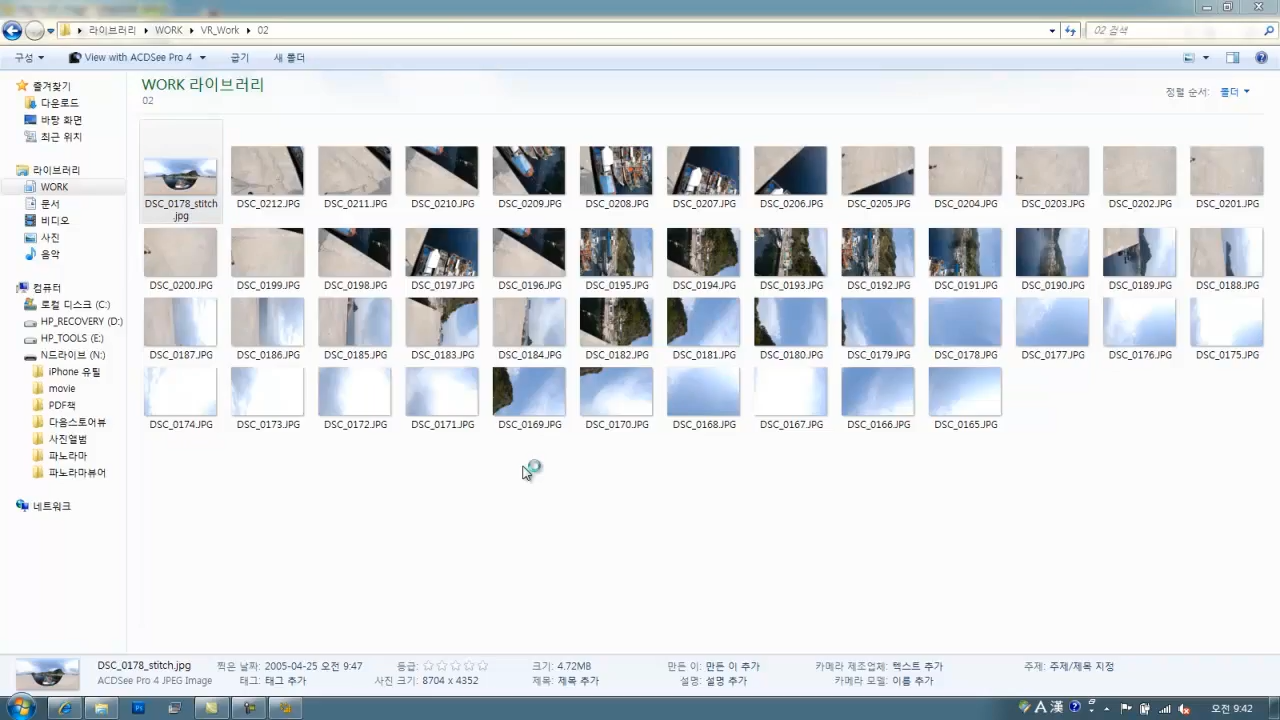 라이브러리 WORK VR_Work 02
02 검색
구성 View with ACDSee Pro 4 굽기 새 폴더
WORK 라이브러리
02
정렬 순서: 폴더
즐겨찾기
다운로드
바탕 화면
최근 위치
라이브러리
WORK
문서
비디오
사진
음악
컴퓨터
로컬 디스크 (C:)
HP_RECOVERY (D:)
HP_TOOLS (E:)
N드라이브 (N:)
iPhone 유틸
movie
PDF책
다음스토어뷰
사진앨범
파노라마
파노라마뷰어
네트워크
DSC_0178_stitch.jpg DSC_0212.JPG DSC_0211.JPG DSC_0210.JPG DSC_0209.JPG DSC_0208.JPG DSC_0207.JPG DSC_0206.JPG DSC_0205.JPG DSC_0204.JPG DSC_0203.JPG DSC_0202.JPG DSC_0201.JPG
DSC_0200.JPG DSC_0199.JPG DSC_0198.JPG DSC_0197.JPG DSC_0196.JPG DSC_0195.JPG DSC_0194.JPG DSC_0193.JPG DSC_0192.JPG DSC_0191.JPG DSC_0190.JPG DSC_0189.JPG DSC_0188.JPG
DSC_0187.JPG DSC_0186.JPG DSC_0185.JPG DSC_0183.JPG DSC_0184.JPG DSC_0182.JPG DSC_0181.JPG DSC_0180.JPG DSC_0179.JPG DSC_0178.JPG DSC_0177.JPG DSC_0176.JPG DSC_0175.JPG
DSC_0174.JPG DSC_0173.JPG DSC_0172.JPG DSC_0171.JPG DSC_0169.JPG DSC_0170.JPG DSC_0168.JPG DSC_0167.JPG DSC_0166.JPG DSC_0165.JPG
DSC_0178_stitch.jpg 찍은 날짜: 2005-04-25 오전 9:47 등급: 크기: 4.72MB 만든 이: 만든 이 추가 카메라 제조업체: 텍스트 추가 주제: 주제/제목 지정
ACDSee Pro 4 JPEG Image 태그: 태그 추가 사진 크기: 8704 x 4352 제목: 제목 추가 설명: 설명 추가 카메라 모델: 이름 추가
A 漢 오전 9:42